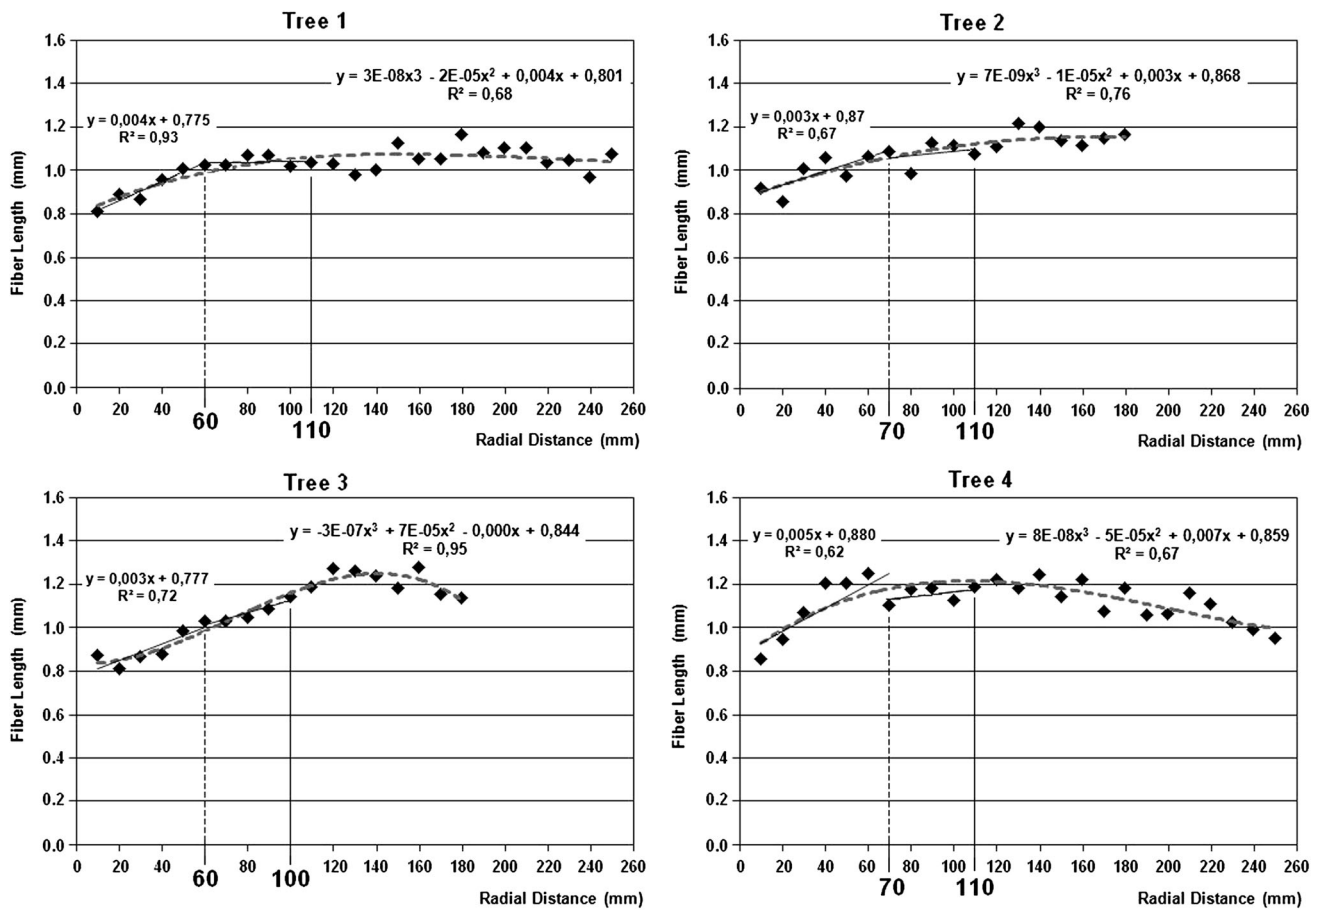 Tree 1
1.6
1.4
1.2
1.0
0.8
0.6
0.4
0.2
0.0
Fiber Length (mm)
y = 3E-08x3 - 2E-05x² + 0,004x + 0,801
R² = 0,68
y = 0,004x + 0,775
R² = 0,93
0 20 40 60 80 100 110 120 140 160 180 200 220 240 260
Radial Distance (mm)
Tree 2
1.6
1.4
1.2
1.0
0.8
0.6
0.4
0.2
0.0
Fiber Length (mm)
y = 7E-09x³ - 1E-05x² + 0,003x + 0,868
R² = 0,76
y = 0,003x + 0,87
R² = 0,67
0 20 40 60 70 80 100 110 120 140 160 180 200 220 240 260
Radial Distance (mm)
Tree 3
1.6
1.4
1.2
1.0
0.8
0.6
0.4
0.2
0.0
Fiber Length (mm)
y = -3E-07x³ + 7E-05x² - 0,000x + 0,844
R² = 0,95
y = 0,003x + 0,777
R² = 0,72
0 20 40 60 80 100 120 140 160 180 200 220 240 260
60 100
Radial Distance (mm)
Tree 4
1.6
1.4
1.2
1.0
0.8
0.6
0.4
0.2
0.0
Fiber Length (mm)
y = 0,005x + 0,880
R² = 0,62
y = 8E-08x³ - 5E-05x² + 0,007x + 0,859
R² = 0,67
0 20 40 60 80 100 120 140 160 180 200 220 240 260
70 110
Radial Distance (mm)